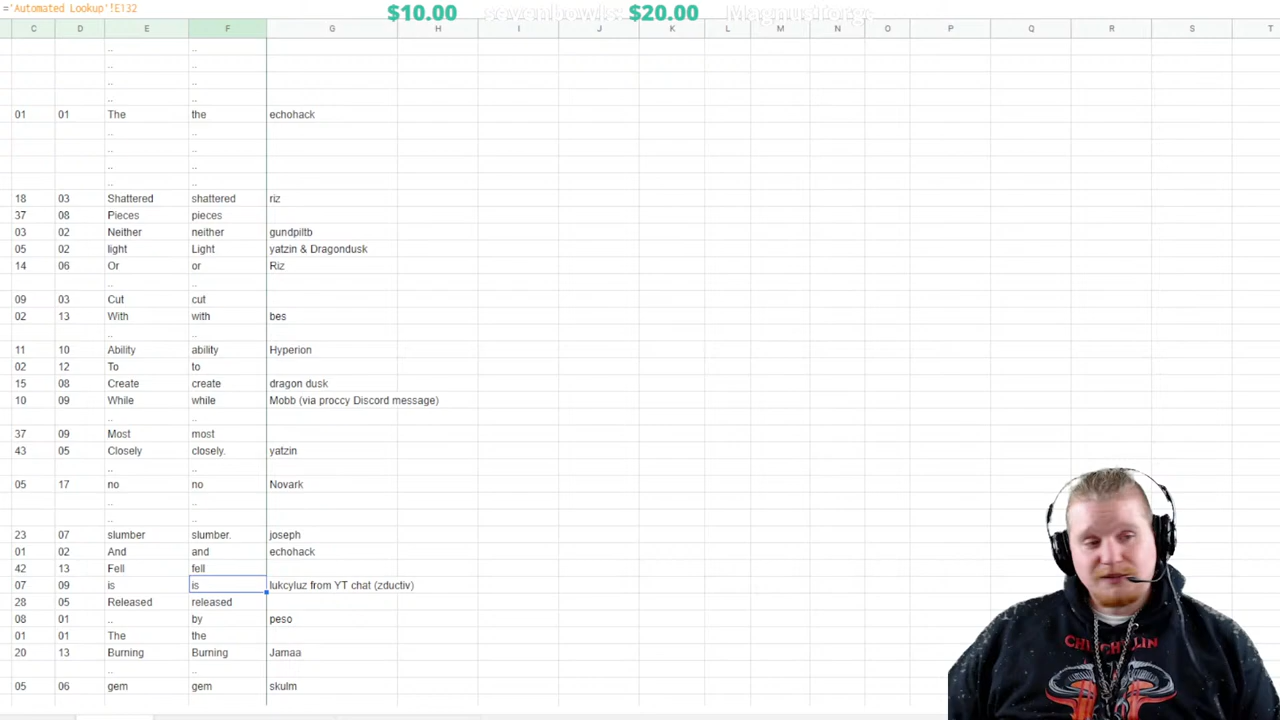 ='Automated Lookup'!E132
$10.00 sevenbowls: $20.00 Magnustorge
C D E F G H I J K L M N O P Q R S T
.. ..
.. ..
.. ..
.. ..
01 01 The the echohack
.. ..
.. ..
.. ..
.. ..
18 03 Shattered shattered riz
37 08 Pieces pieces
03 02 Neither neither gundpiltb
05 02 light Light yatzin & Dragondusk
14 06 Or or Riz
.. ..
09 03 Cut cut
02 13 With with bes
.. ..
11 10 Ability ability Hyperion
02 12 To to
15 08 Create create dragon dusk
10 09 While while Mobb (via proccy Discord message)
.. ..
37 09 Most most
43 05 Closely closely. yatzin
.. ..
05 17 no no Novark
.. ..
.. ..
23 07 slumber slumber. joseph
01 02 And and echohack
42 13 Fell fell
07 09 is is lukcyluz from YT chat (zductiv)
28 05 Released released
08 01 .. by peso
01 01 The the
20 13 Burning Burning Jamaa
.. ..
05 06 gem gem skulm